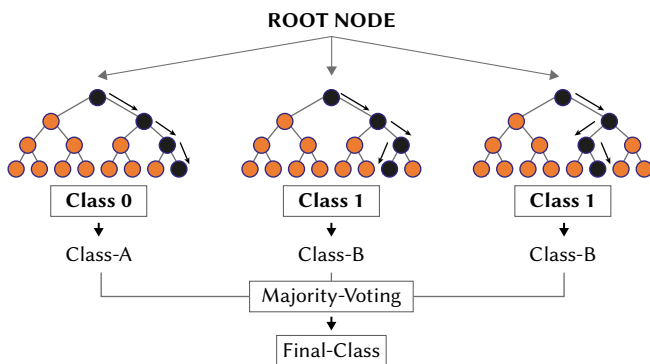 ROOT NODE
Class 0
Class 1
Class 1
Class-A
Class-B
Class-B
Majority-Voting
Final-Class